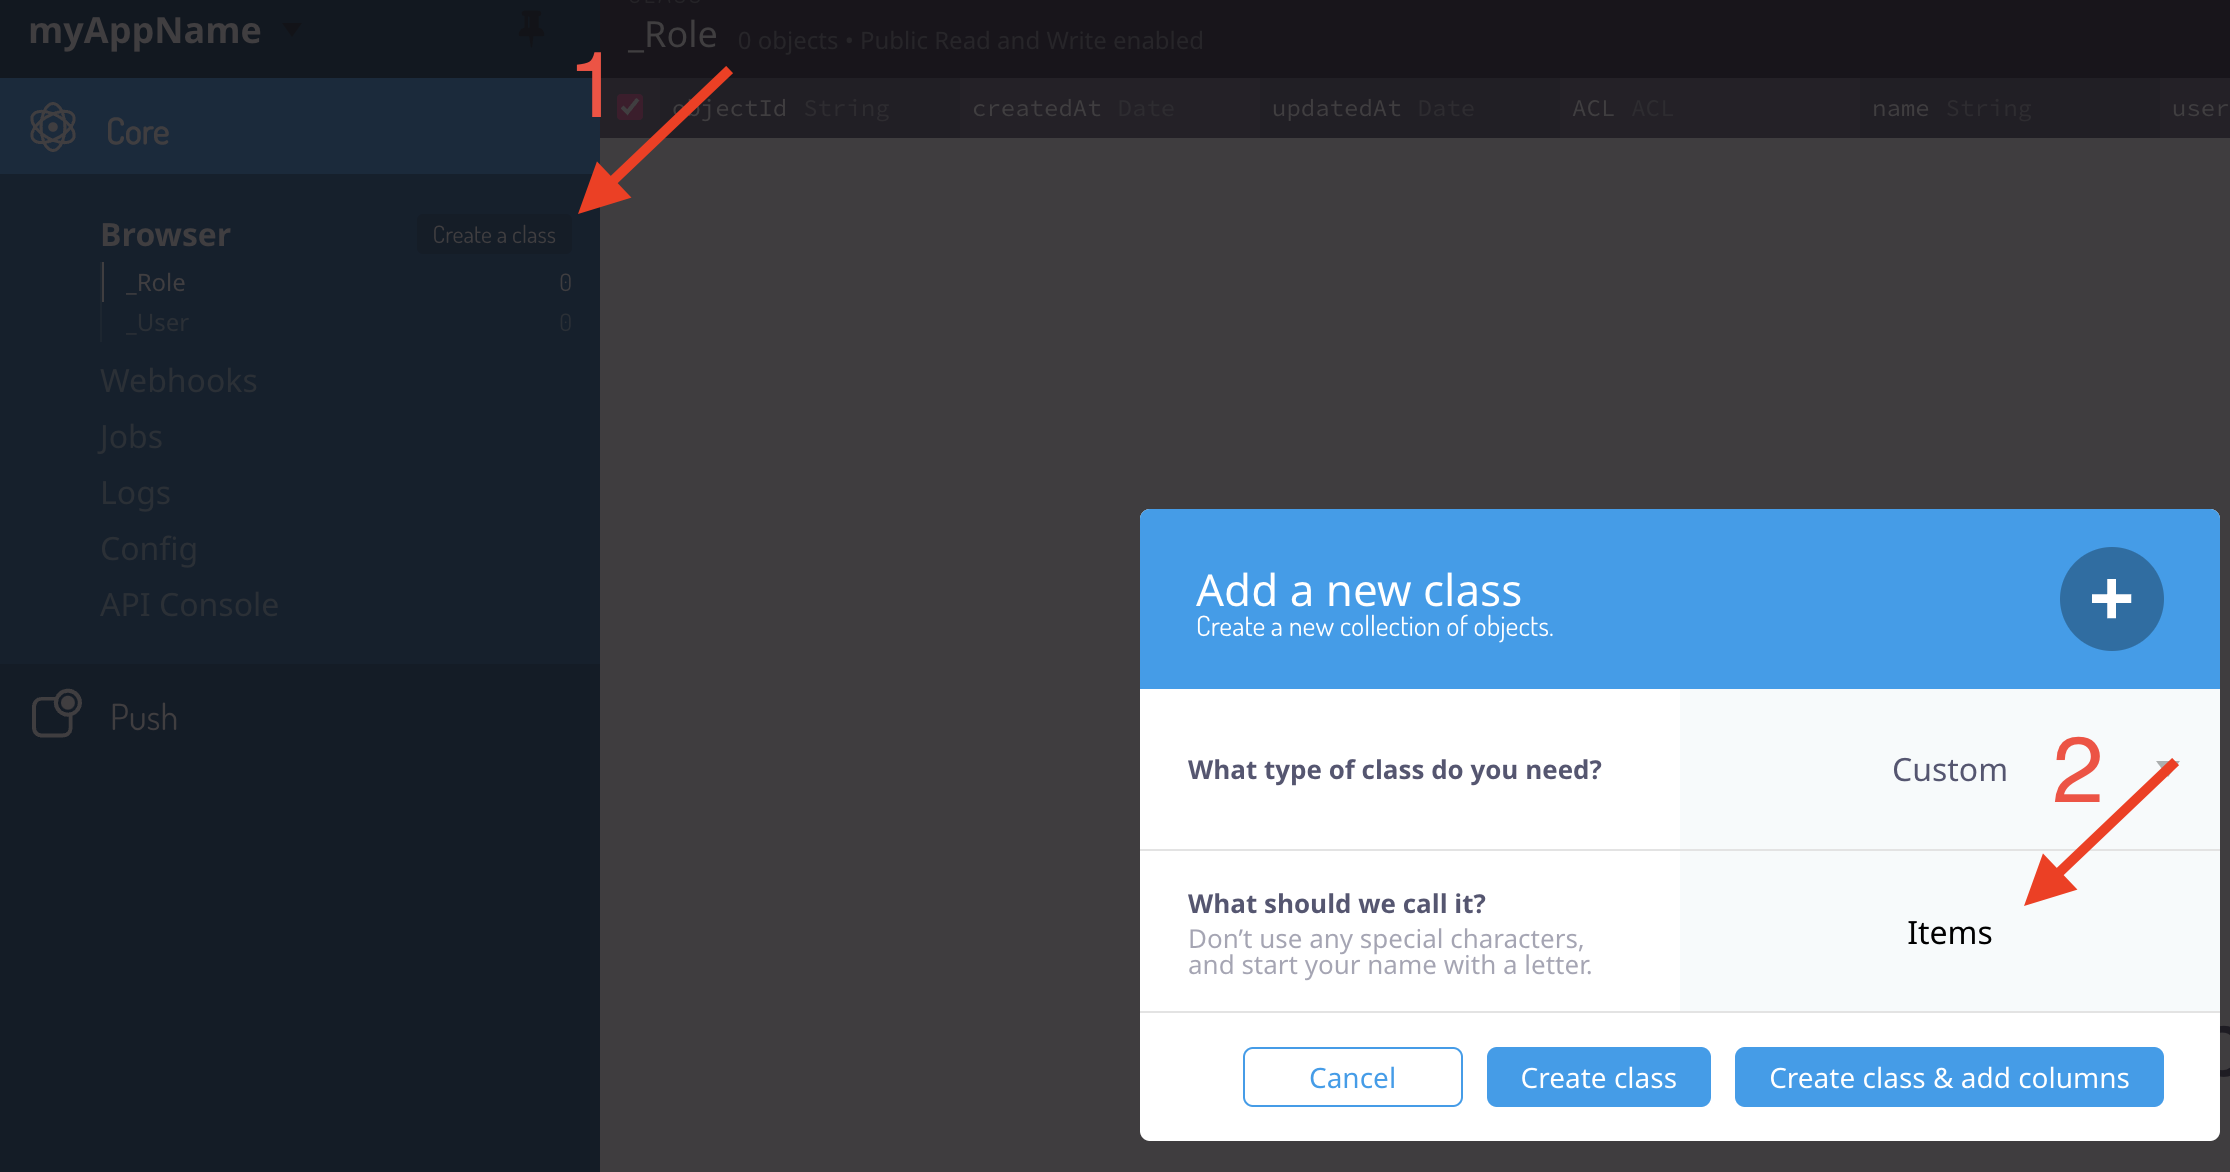 myAppName
_Role 0 objects • Public Read and Write enabled
1
objectId String createdAt Date updatedAt Date ACL ACL name String user
Core
Browser Create a class
_Role 0
_User 0
Webhooks
Jobs
Logs
Config
API Console
Push
Add a new class
Create a new collection of objects.
What type of class do you need? Custom 2
What should we call it?
Don’t use any special characters,
and start your name with a letter.
Items
Cancel Create class Create class & add columns